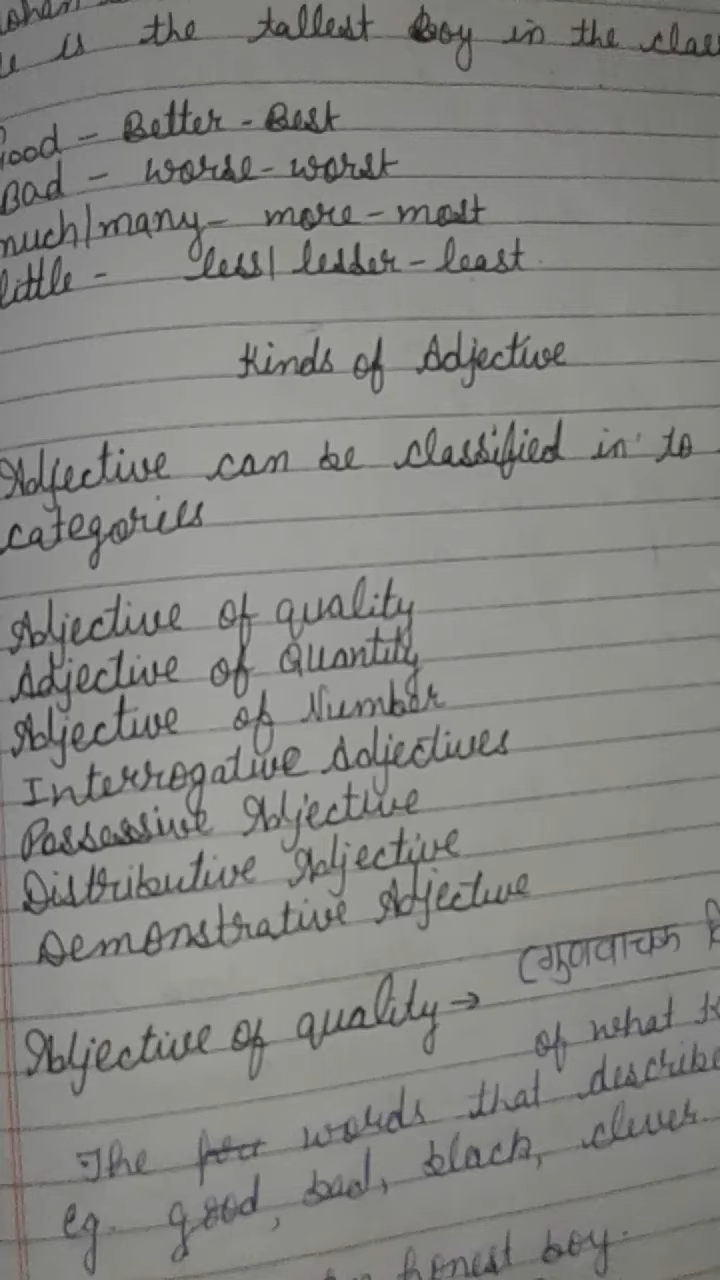 is the tallest boy in the clas
Good - Better - Best
Bad - worse - worst
much/many - more - most
little - less/ lesser - least
Kinds of Adjective
Adjective can be classified in to
categories
Adjective of quality
Adjective of Quantity
Adjective of Number
Interrogative Adjectives
Possessive Adjective
Distributive Adjective
Demonstrative Adjective
Adjective of quality → (गुणवाचक
of what
The words that describe
eg. good, bad, black, clever
honest boy.